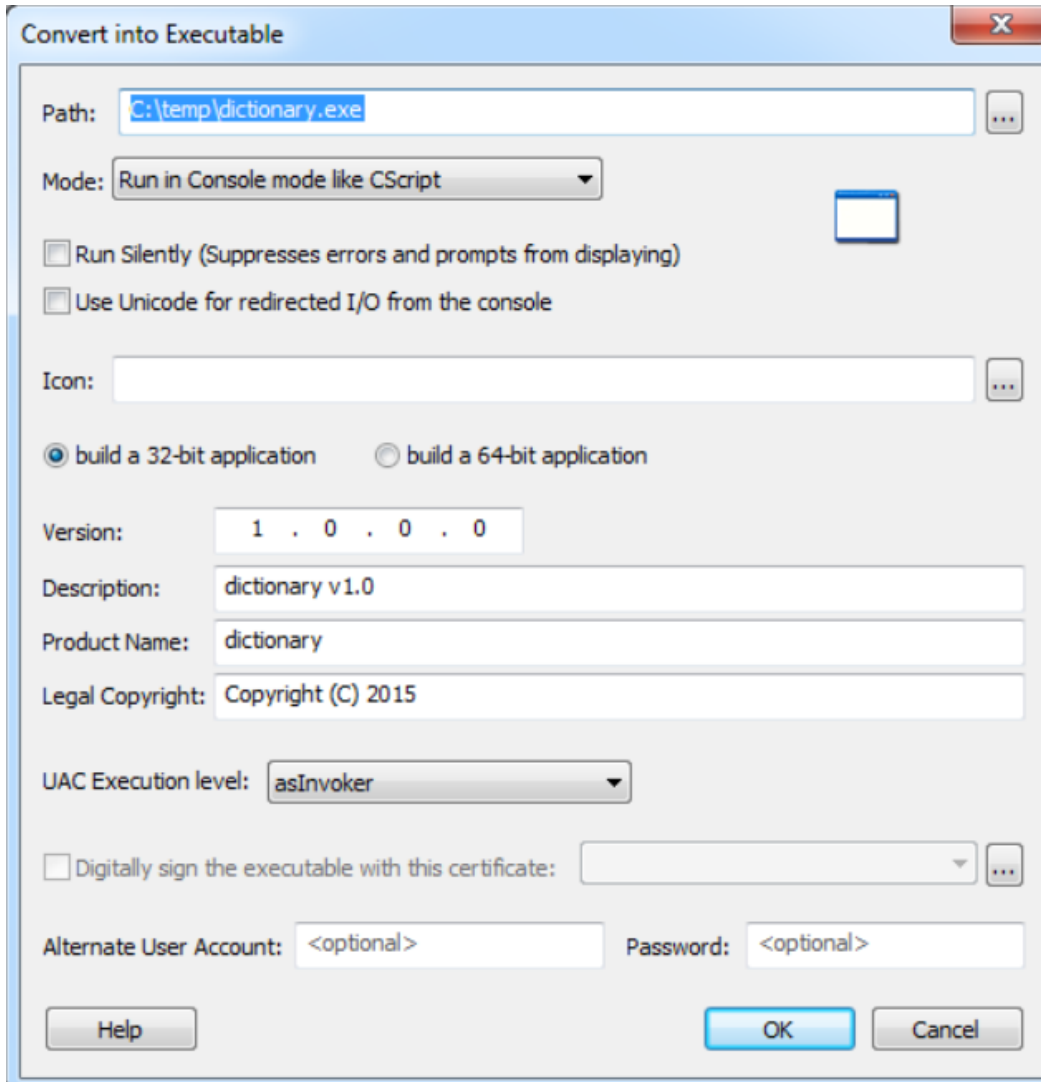 Convert into Executable
Path: C:\temp\dictionary.exe ...
Mode: Run in Console mode like CScript
Run Silently (Suppresses errors and prompts from displaying)
Use Unicode for redirected I/O from the console
Icon: ...
build a 32-bit application build a 64-bit application
Version: 1 . 0 . 0 . 0
Description: dictionary v1.0
Product Name: dictionary
Legal Copyright: Copyright (C) 2015
UAC Execution level: asInvoker
Digitally sign the executable with this certificate: ...
Alternate User Account: <optional> Password: <optional>
Help OK Cancel